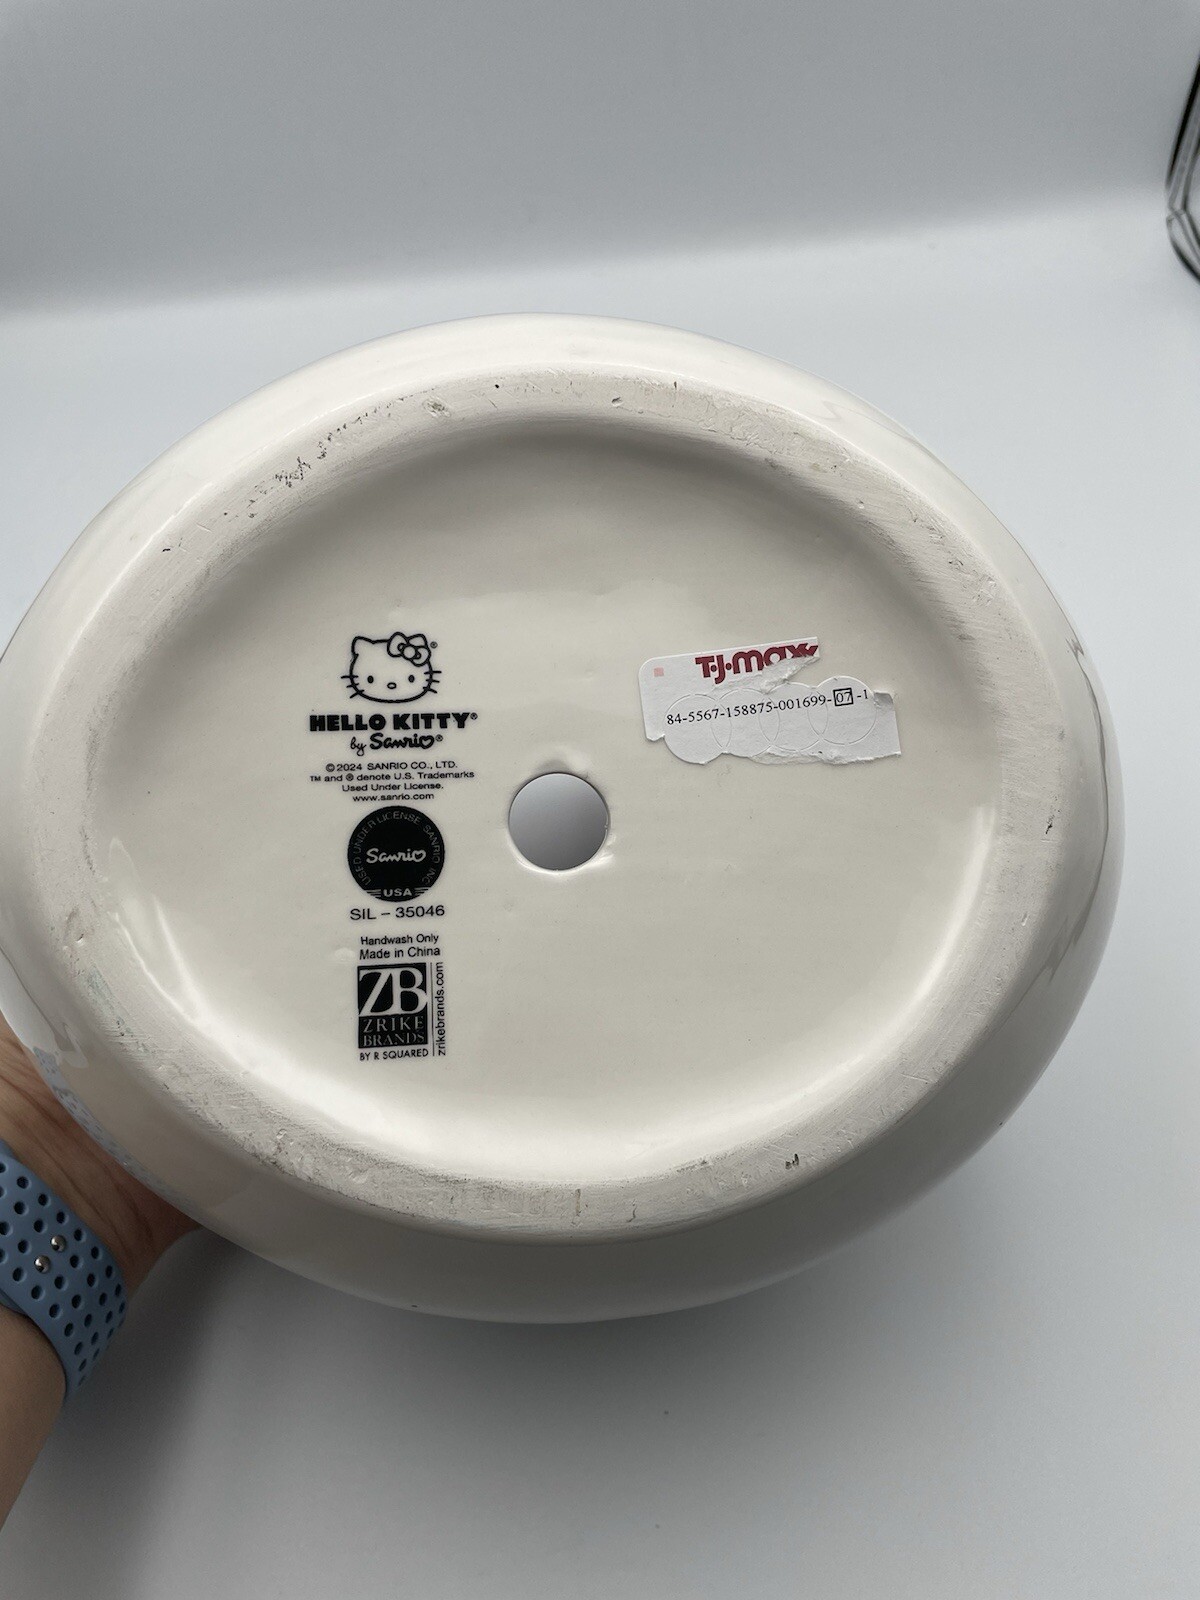 HELLO KITTY®
by Sanrio®
©2024 SANRIO CO., LTD.
TM and ® denote U.S. Trademarks
Used Under License.
www.sanrio.com
USED UNDER LICENSE SANRIO INC
Sanrio
USA
SIL – 35046
Handwash Only
Made in China
ZB
ZRIKE
BRANDS
BY R SQUARED
zrikebrands.com
T·J·maxx
84-5567-158875-001699-07-1